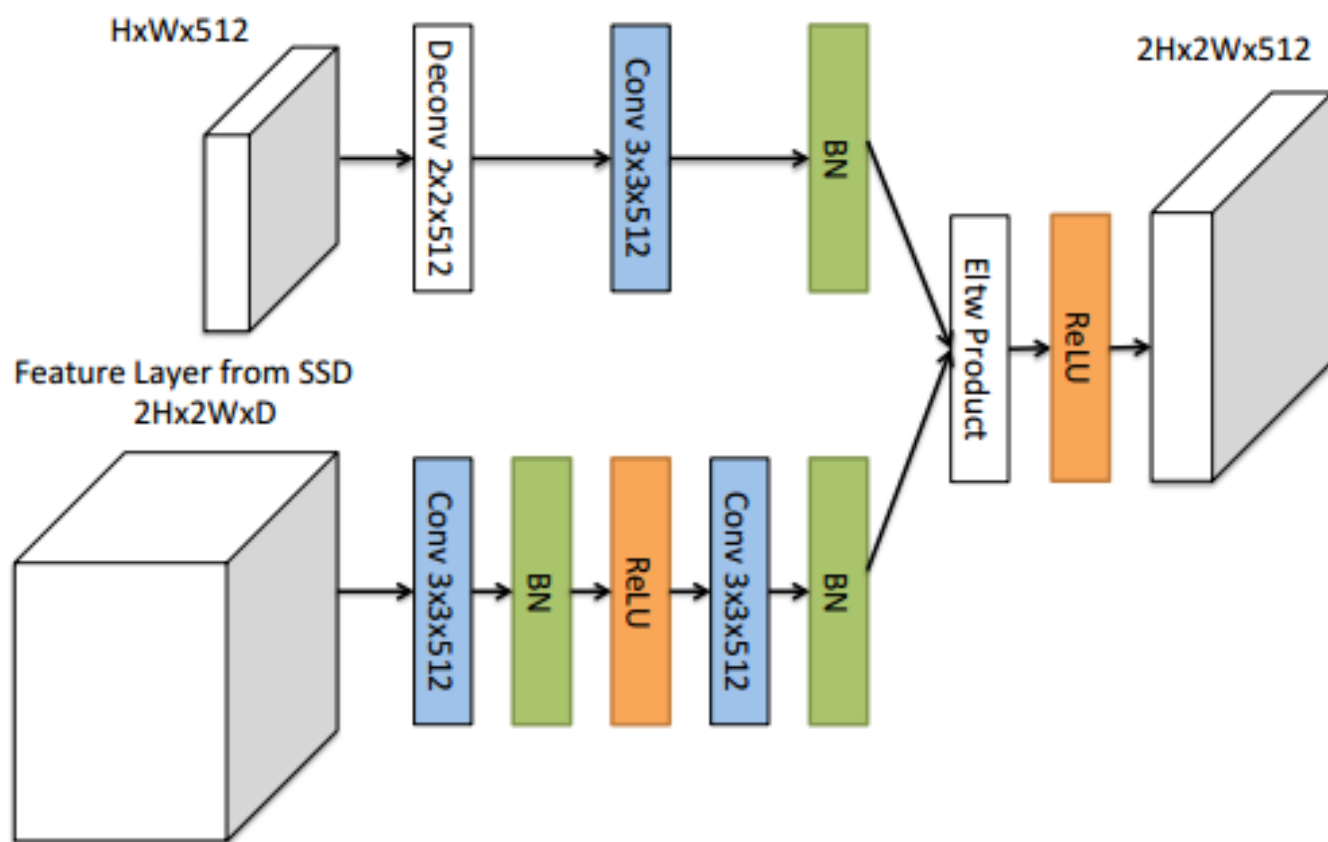 HxWx512
Deconv 2x2x512
Conv 3x3x512
BN
2Hx2Wx512
Eltw Product
ReLU
Feature Layer from SSD
2Hx2WxD
Conv 3x3x512
BN
ReLU
Conv 3x3x512
BN